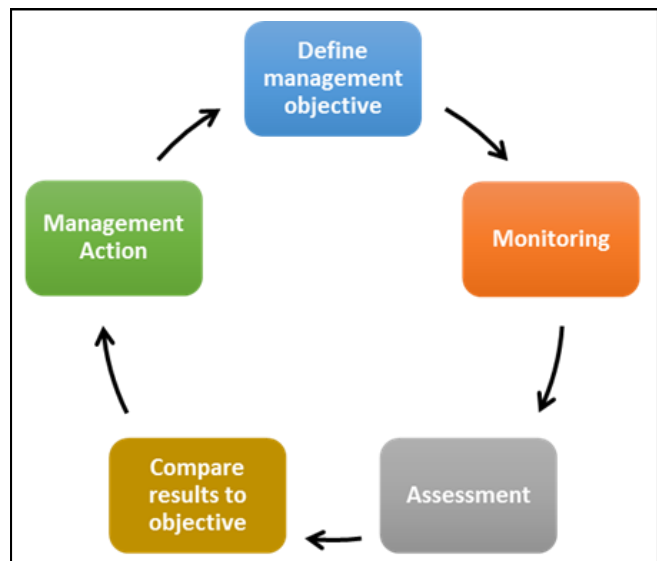 Define
management
objective
Monitoring
Assessment
Compare
results to
objective
Management
Action